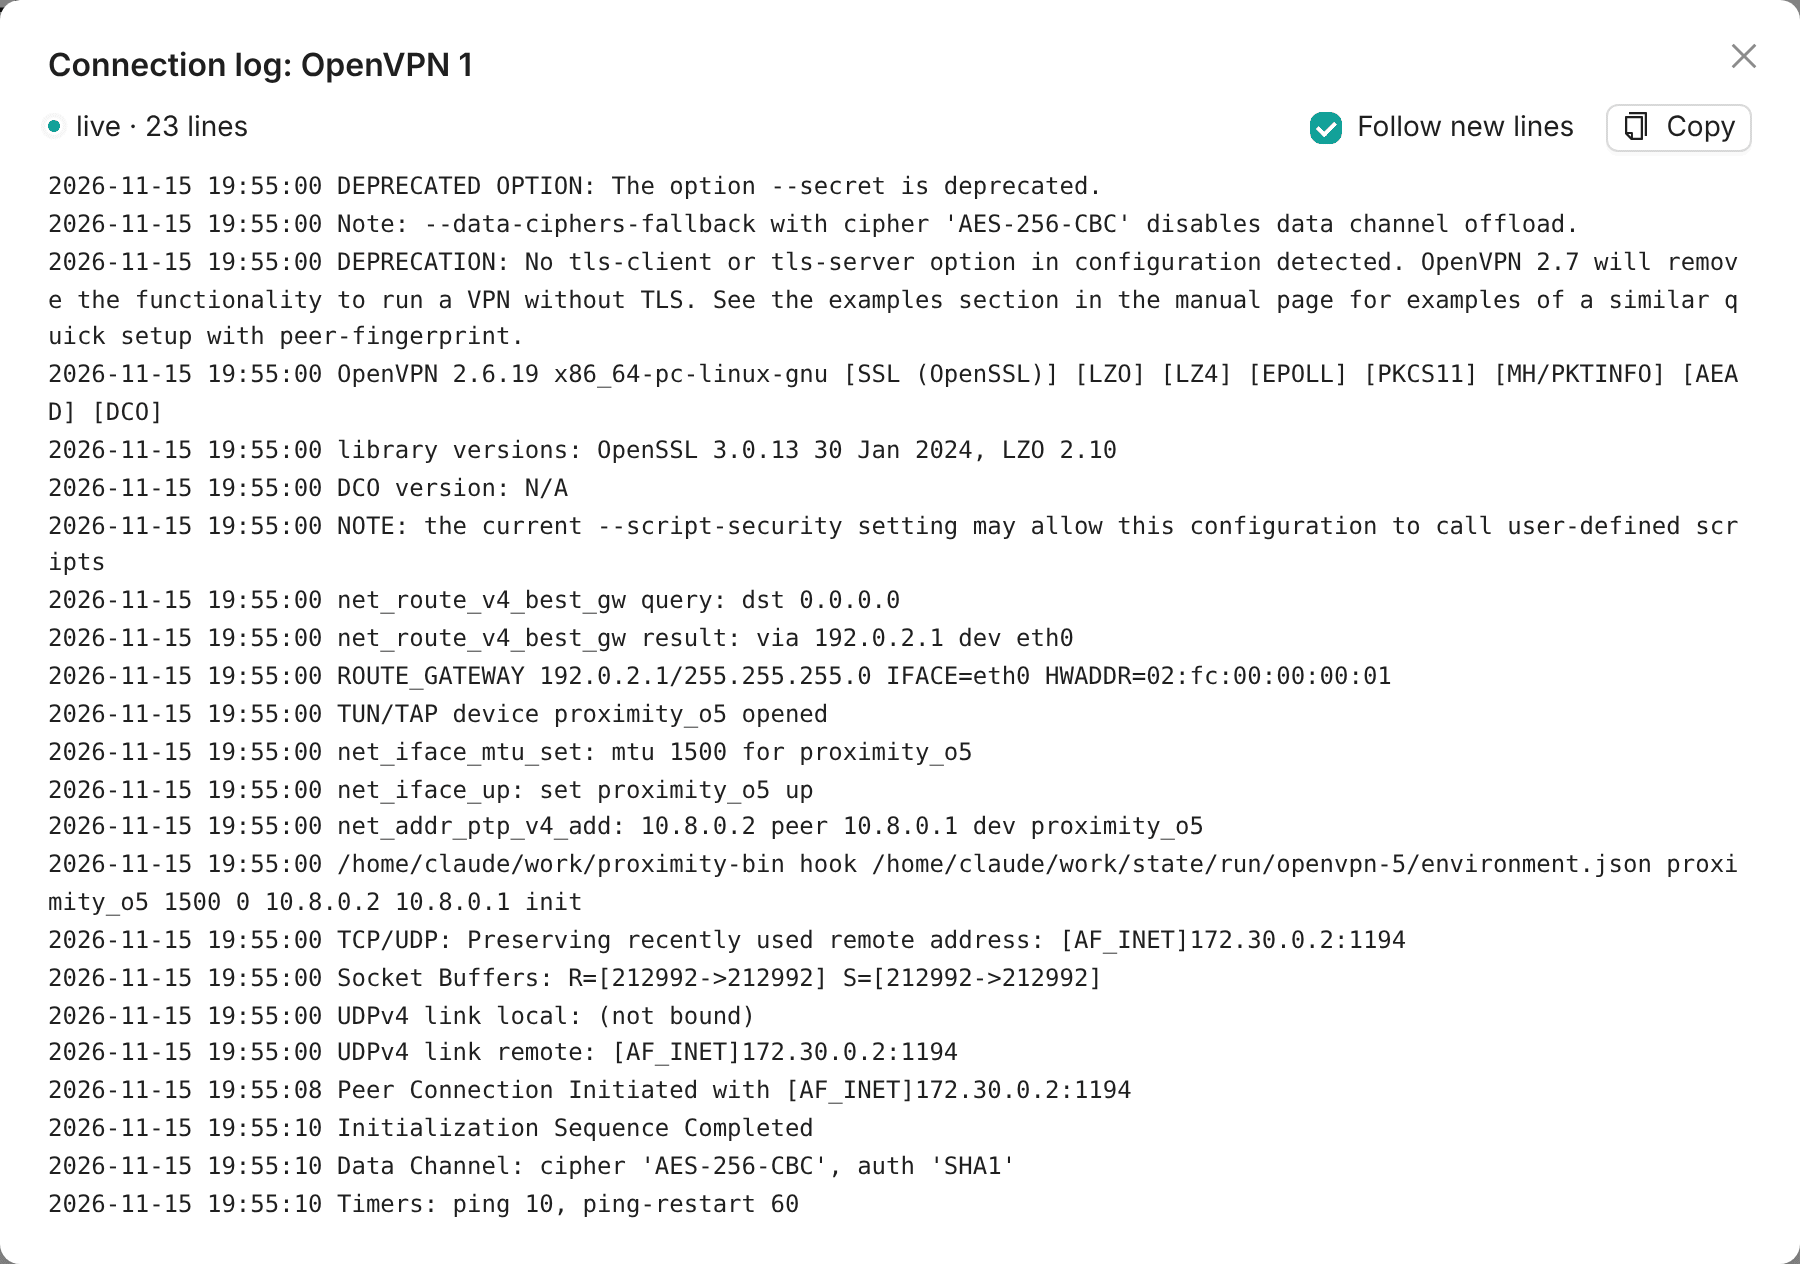 Connection log: OpenVPN 1
live · 23 lines
Follow new lines
Copy
2026-11-15 19:55:00 DEPRECATED OPTION: The option --secret is deprecated.
2026-11-15 19:55:00 Note: --data-ciphers-fallback with cipher 'AES-256-CBC' disables data channel offload.
2026-11-15 19:55:00 DEPRECATION: No tls-client or tls-server option in configuration detected. OpenVPN 2.7 will remov
e the functionality to run a VPN without TLS. See the examples section in the manual page for examples of a similar q
uick setup with peer-fingerprint.
2026-11-15 19:55:00 OpenVPN 2.6.19 x86_64-pc-linux-gnu [SSL (OpenSSL)] [LZO] [LZ4] [EPOLL] [PKCS11] [MH/PKTINFO] [AEA
D] [DCO]
2026-11-15 19:55:00 library versions: OpenSSL 3.0.13 30 Jan 2024, LZO 2.10
2026-11-15 19:55:00 DCO version: N/A
2026-11-15 19:55:00 NOTE: the current --script-security setting may allow this configuration to call user-defined scr
ipts
2026-11-15 19:55:00 net_route_v4_best_gw query: dst 0.0.0.0
2026-11-15 19:55:00 net_route_v4_best_gw result: via 192.0.2.1 dev eth0
2026-11-15 19:55:00 ROUTE_GATEWAY 192.0.2.1/255.255.255.0 IFACE=eth0 HWADDR=02:fc:00:00:00:01
2026-11-15 19:55:00 TUN/TAP device proximity_o5 opened
2026-11-15 19:55:00 net_iface_mtu_set: mtu 1500 for proximity_o5
2026-11-15 19:55:00 net_iface_up: set proximity_o5 up
2026-11-15 19:55:00 net_addr_ptp_v4_add: 10.8.0.2 peer 10.8.0.1 dev proximity_o5
2026-11-15 19:55:00 /home/claude/work/proximity-bin hook /home/claude/work/state/run/openvpn-5/environment.json proxi
mity_o5 1500 0 10.8.0.2 10.8.0.1 init
2026-11-15 19:55:00 TCP/UDP: Preserving recently used remote address: [AF_INET]172.30.0.2:1194
2026-11-15 19:55:00 Socket Buffers: R=[212992->212992] S=[212992->212992]
2026-11-15 19:55:00 UDPv4 link local: (not bound)
2026-11-15 19:55:00 UDPv4 link remote: [AF_INET]172.30.0.2:1194
2026-11-15 19:55:08 Peer Connection Initiated with [AF_INET]172.30.0.2:1194
2026-11-15 19:55:10 Initialization Sequence Completed
2026-11-15 19:55:10 Data Channel: cipher 'AES-256-CBC', auth 'SHA1'
2026-11-15 19:55:10 Timers: ping 10, ping-restart 60